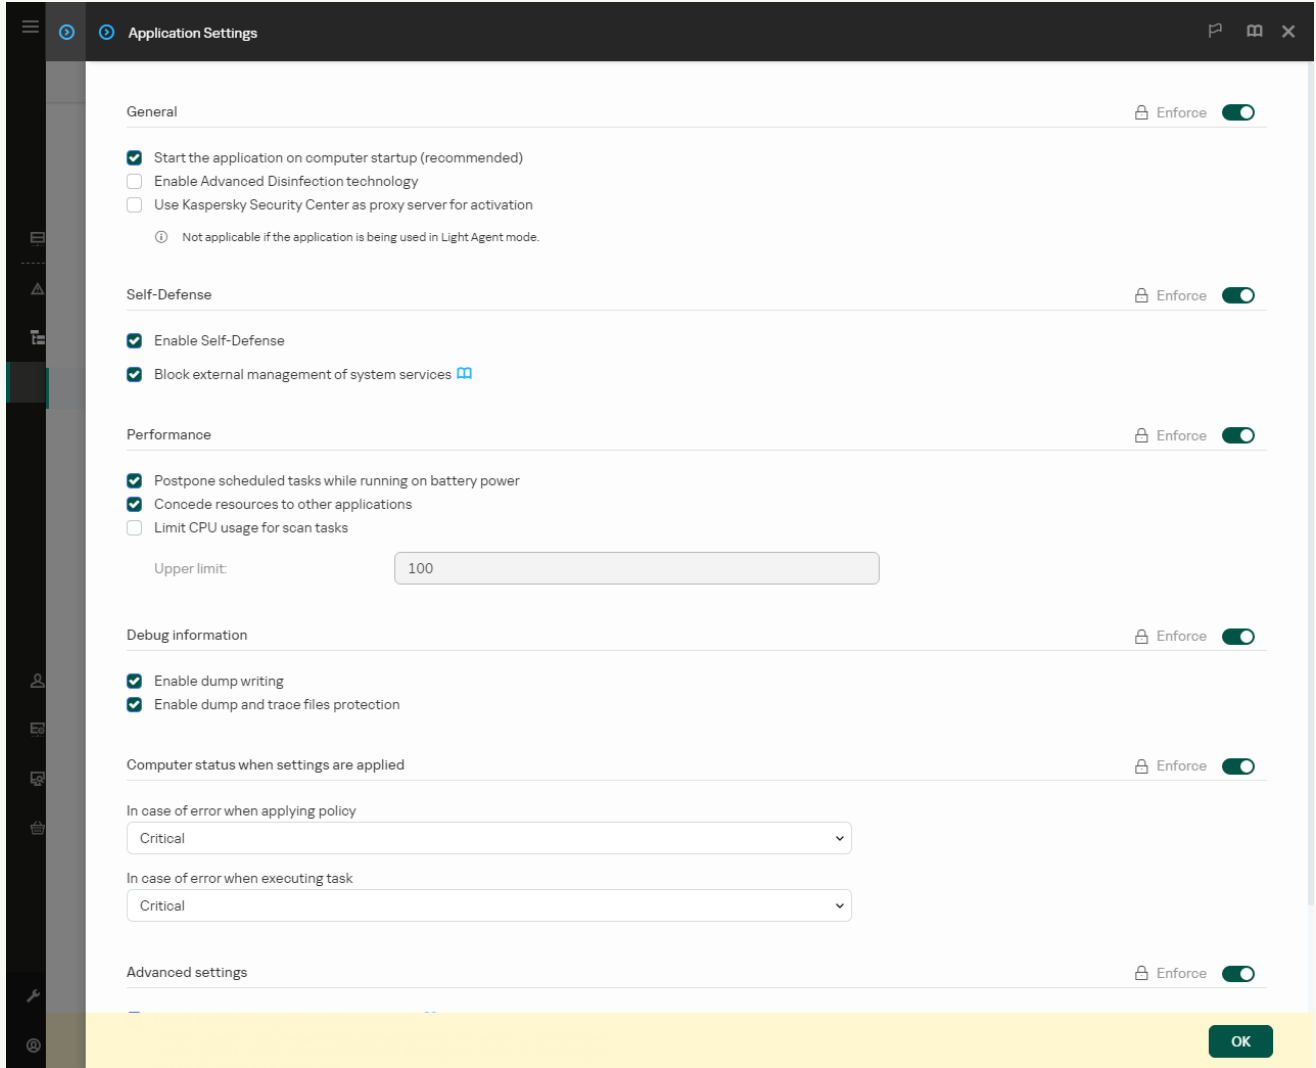 Application Settings
General
Enforce
Start the application on computer startup (recommended)
Enable Advanced Disinfection technology
Use Kaspersky Security Center as proxy server for activation
Not applicable if the application is being used in Light Agent mode.
Self-Defense
Enforce
Enable Self-Defense
Block external management of system services
Performance
Enforce
Postpone scheduled tasks while running on battery power
Concede resources to other applications
Limit CPU usage for scan tasks
Upper limit:
100
Debug information
Enforce
Enable dump writing
Enable dump and trace files protection
Computer status when settings are applied
Enforce
In case of error when applying policy
Critical
In case of error when executing task
Critical
Advanced settings
Enforce
OK